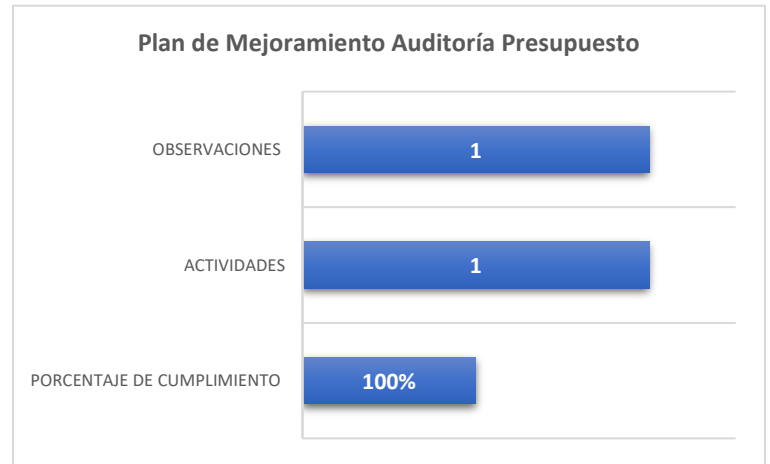 Plan de Mejoramiento Auditoría Presupuesto
OBSERVACIONES
1
ACTIVIDADES
1
PORCENTAJE DE CUMPLIMIENTO
100%